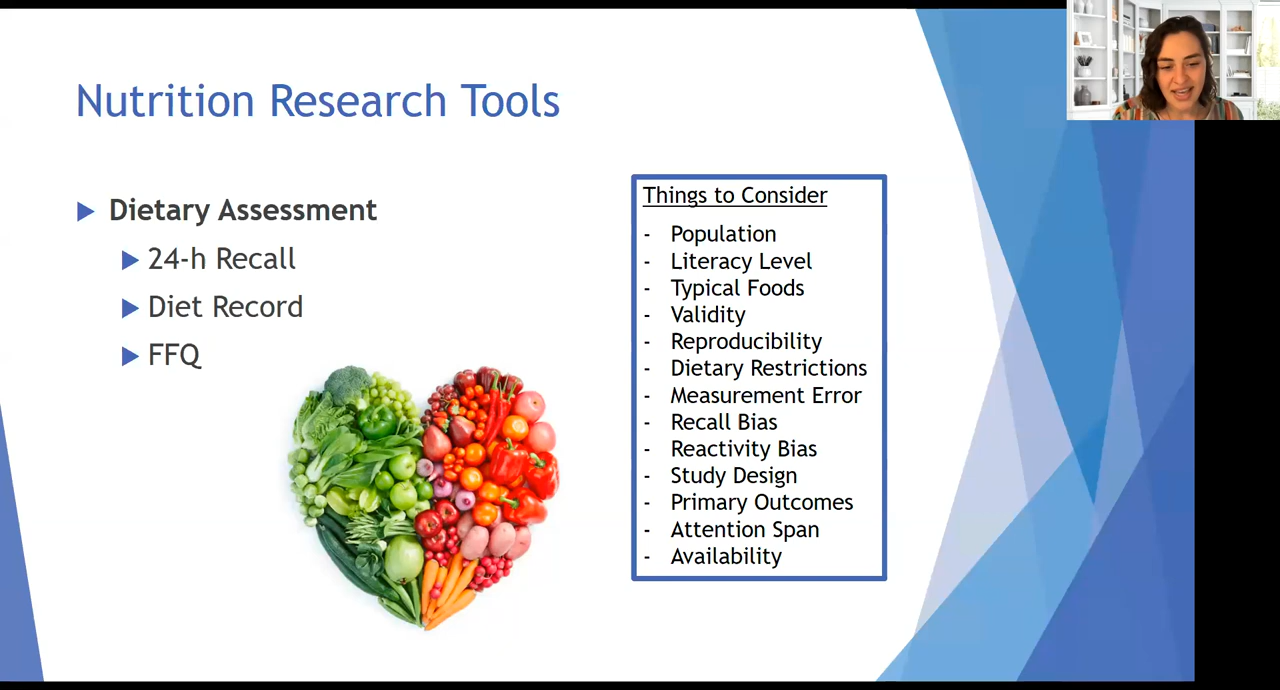 Nutrition Research Tools
Dietary Assessment
24-h Recall
Diet Record
FFQ
Things to Consider
- Population
- Literacy Level
- Typical Foods
- Validity
- Reproducibility
- Dietary Restrictions
- Measurement Error
- Recall Bias
- Reactivity Bias
- Study Design
- Primary Outcomes
- Attention Span
- Availability